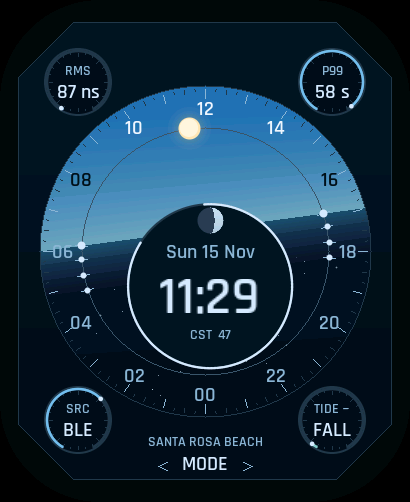 RMS
87 ns
P99
58 s
12
10
14
08
16
06
18
Sun 15 Nov
11:29
CST 47
04
20
02
22
00
SRC
BLE
TIDE –
FALL
SANTA ROSA BEACH
< MODE >